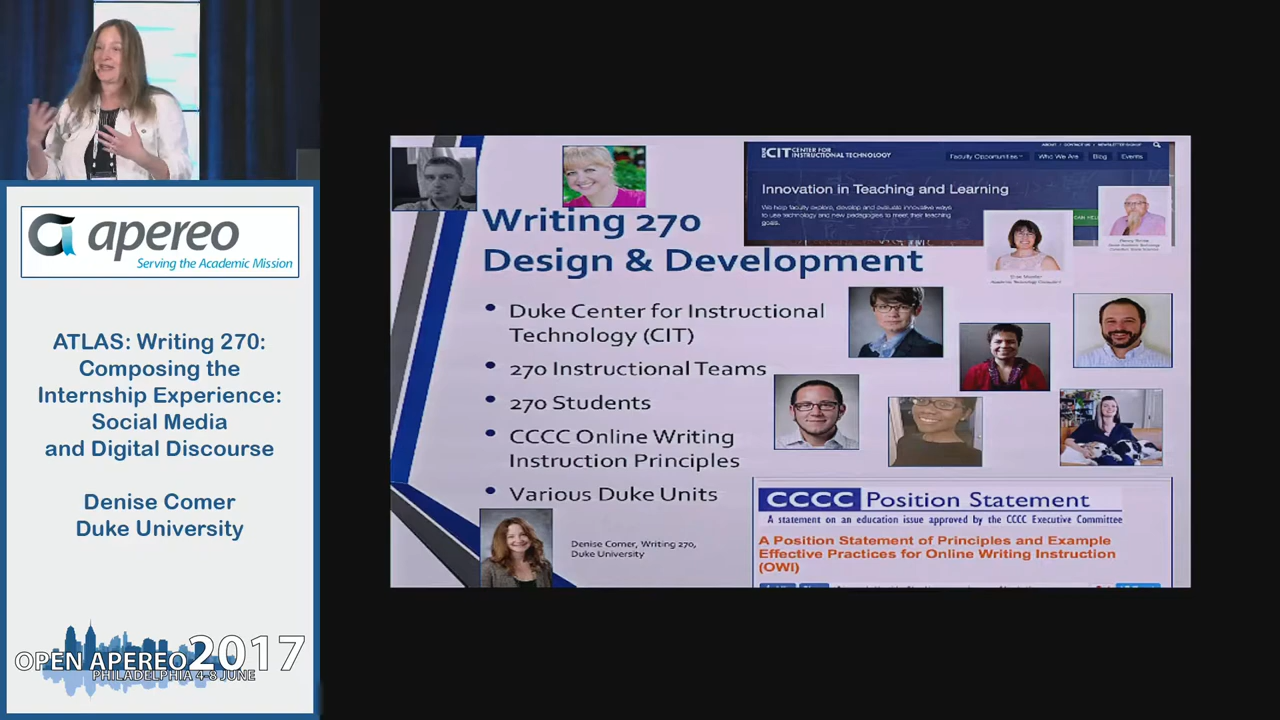 apereo
Serving the Academic Mission
ATLAS: Writing 270:
Composing the
Internship Experience:
Social Media
and Digital Discourse
Denise Comer
Duke University
OPEN APEREO 2017
PHILADELPHIA 4-8 JUNE
CIT CENTER FOR
INSTRUCTIONAL TECHNOLOGY
ABOUT / CONTACT US / NEWSLETTER SIGNUP
Faculty Opportunities
Who We Are
Blog
Events
Innovation in Teaching and Learning
We help faculty explore, develop and evaluate innovative ways
to use technology and new pedagogies to meet their teaching
goals.
Writing 270
Design & Development
• Duke Center for Instructional
Technology (CIT)
• 270 Instructional Teams
• 270 Students
• CCCC Online Writing
Instruction Principles
• Various Duke Units
Denise Comer, Writing 270,
Duke University
CCCC Position Statement
A statement on an education issue approved by the CCCC Executive Committee
A Position Statement of Principles and Example
Effective Practices for Online Writing Instruction
(OWI)